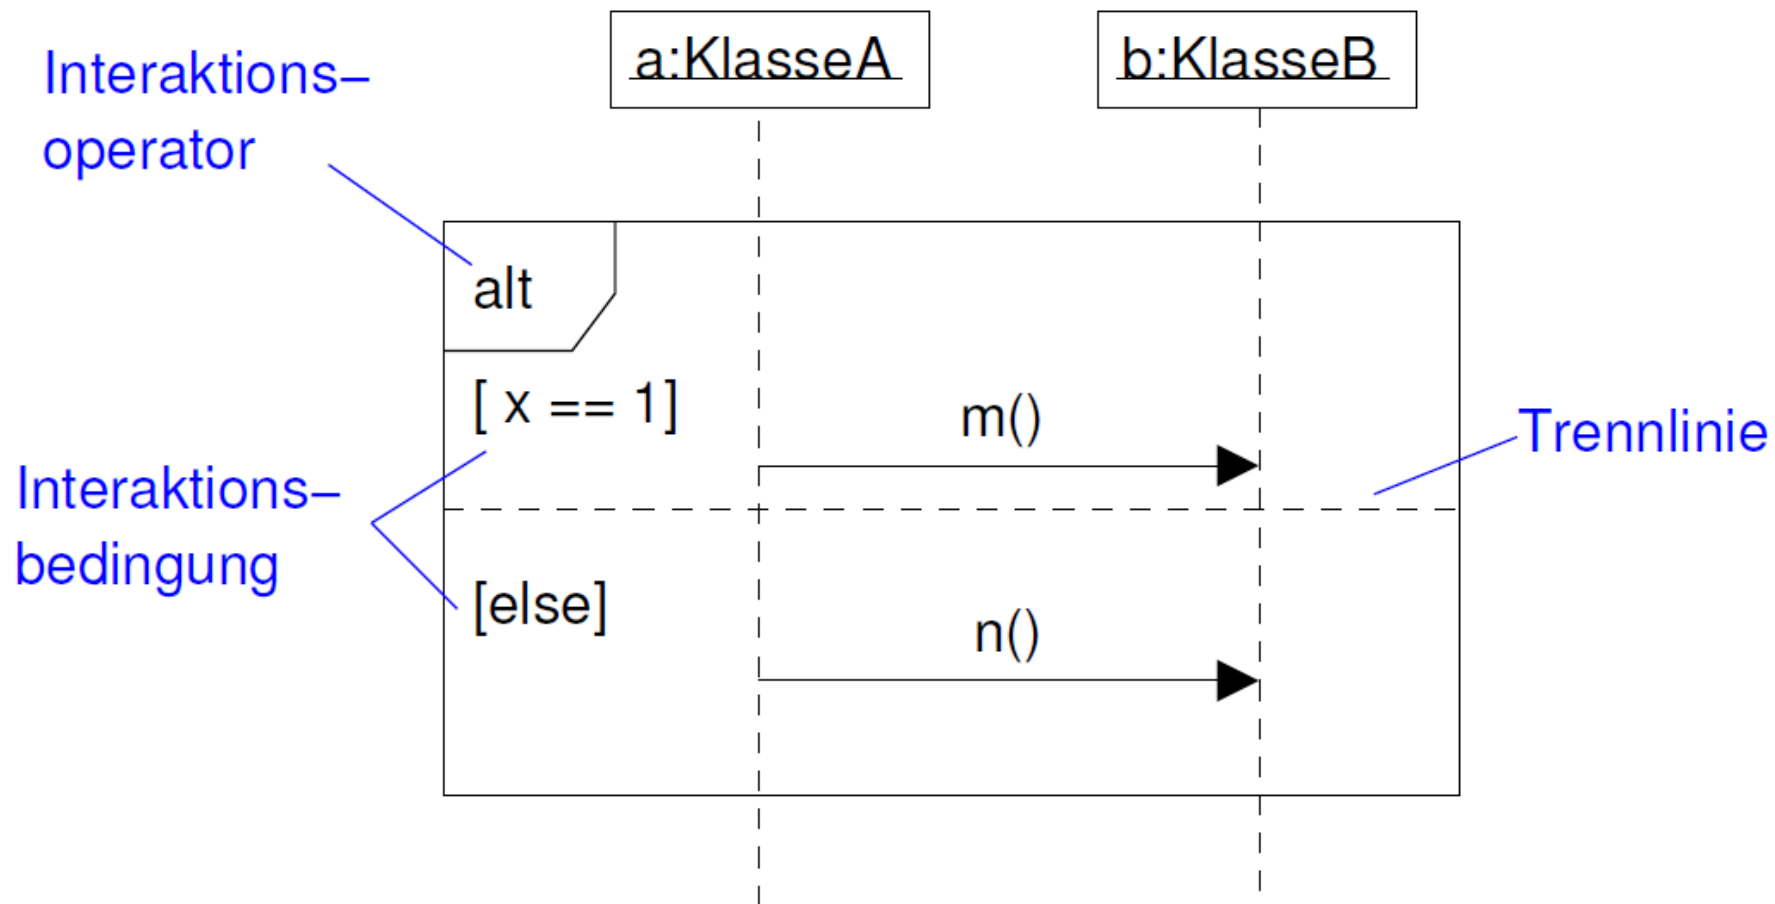 a:KlasseA
b:KlasseB
Interaktions–
operator
alt
[ x == 1]
m()
Trennlinie
Interaktions–
bedingung
[else]
n()